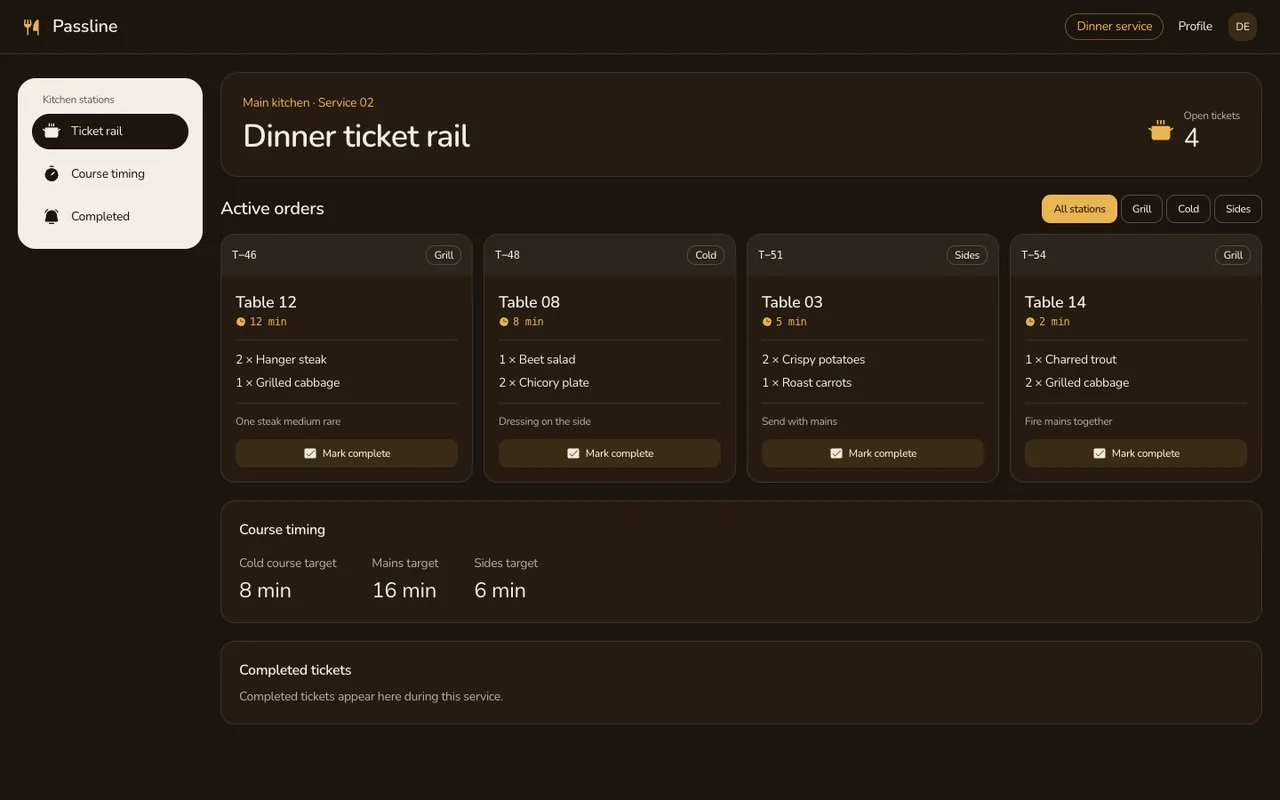 Passline
Dinner service
Profile
DE
Kitchen stations
Ticket rail
Course timing
Completed
Main kitchen · Service 02
Dinner ticket rail
Open tickets
4
Active orders
All stations
Grill
Cold
Sides
T–46
Grill
Table 12
12 min
2 × Hanger steak
1 × Grilled cabbage
One steak medium rare
Mark complete
T–48
Cold
Table 08
8 min
1 × Beet salad
2 × Chicory plate
Dressing on the side
Mark complete
T–51
Sides
Table 03
5 min
2 × Crispy potatoes
1 × Roast carrots
Send with mains
Mark complete
T–54
Grill
Table 14
2 min
1 × Charred trout
2 × Grilled cabbage
Fire mains together
Mark complete
Course timing
Cold course target
8 min
Mains target
16 min
Sides target
6 min
Completed tickets
Completed tickets appear here during this service.